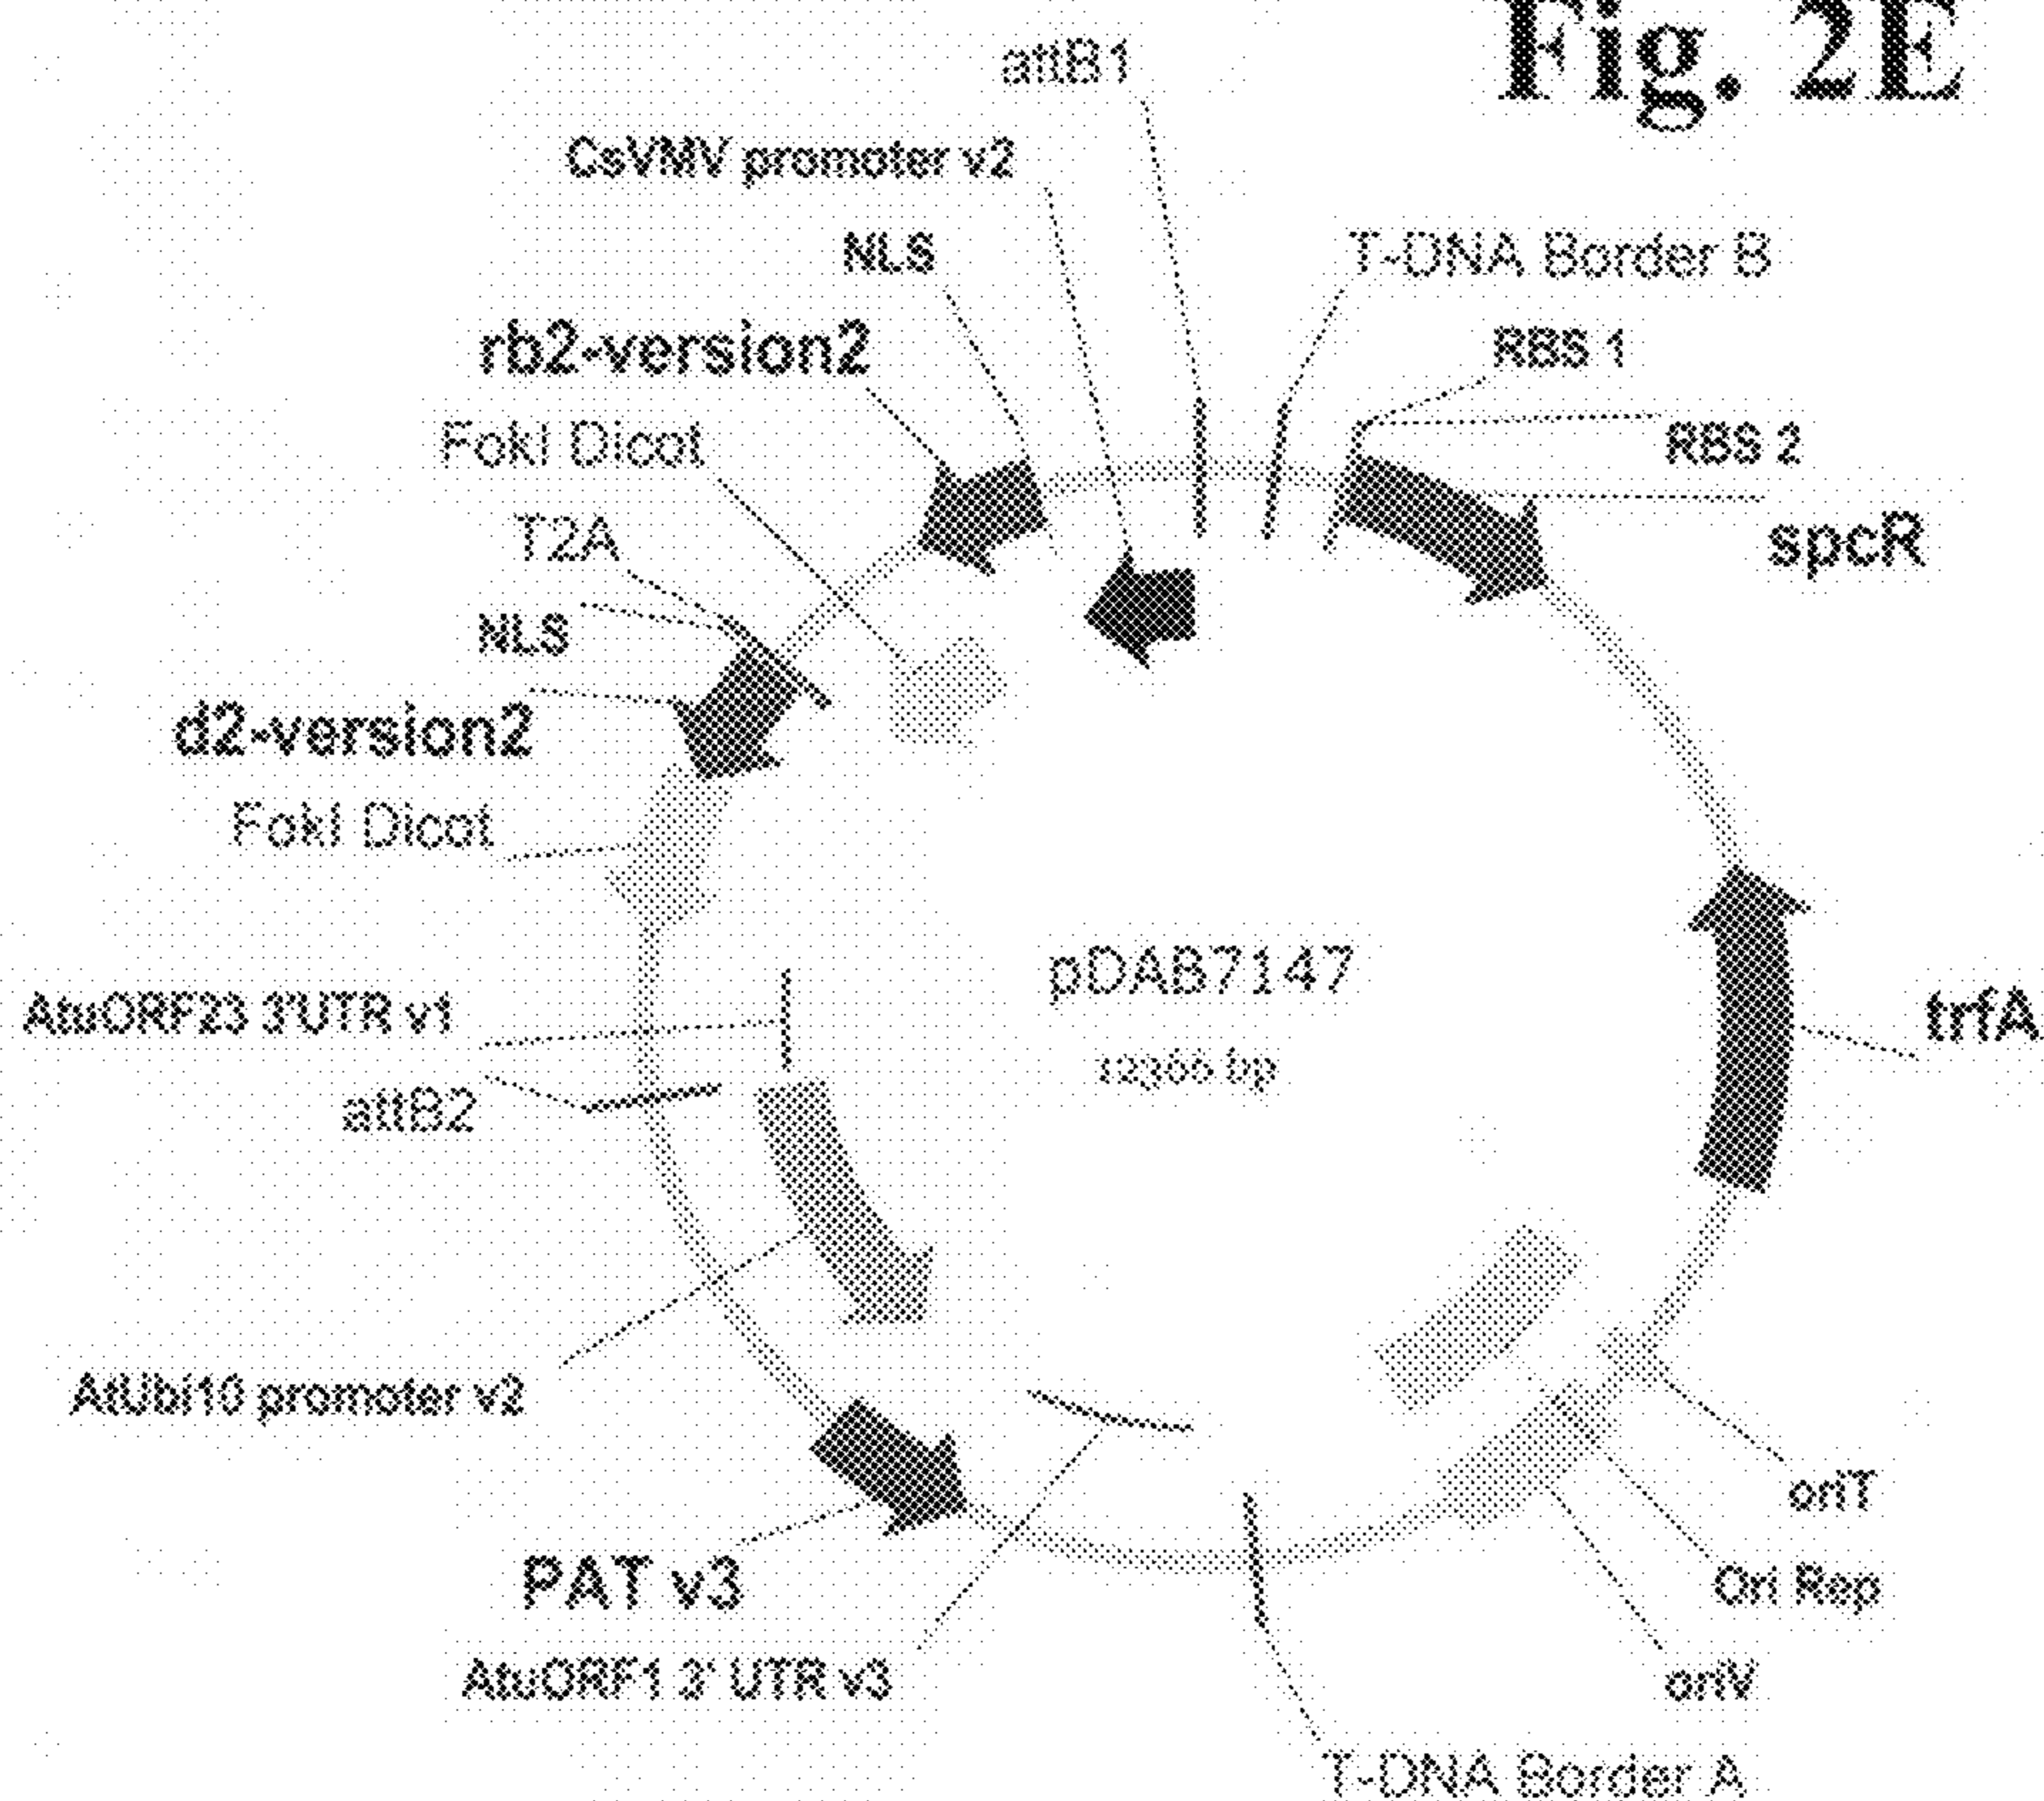 Fig. 2E
attB1
CsVMV promoter v2
NLS
T-DNA Border B
rb2-version2
RBS 1
FokI Dicot
RBS 2
T2A
spcR
NLS
d2-version2
FokI Dicot
pDAB7147
AtuORF23 3'UTR v1
trfA
12366 bp
attB2
AtUbi10 promoter v2
oriT
PAT v3
Ori Rep
AtuORF1 3' UTR v3
oriV
T-DNA Border A